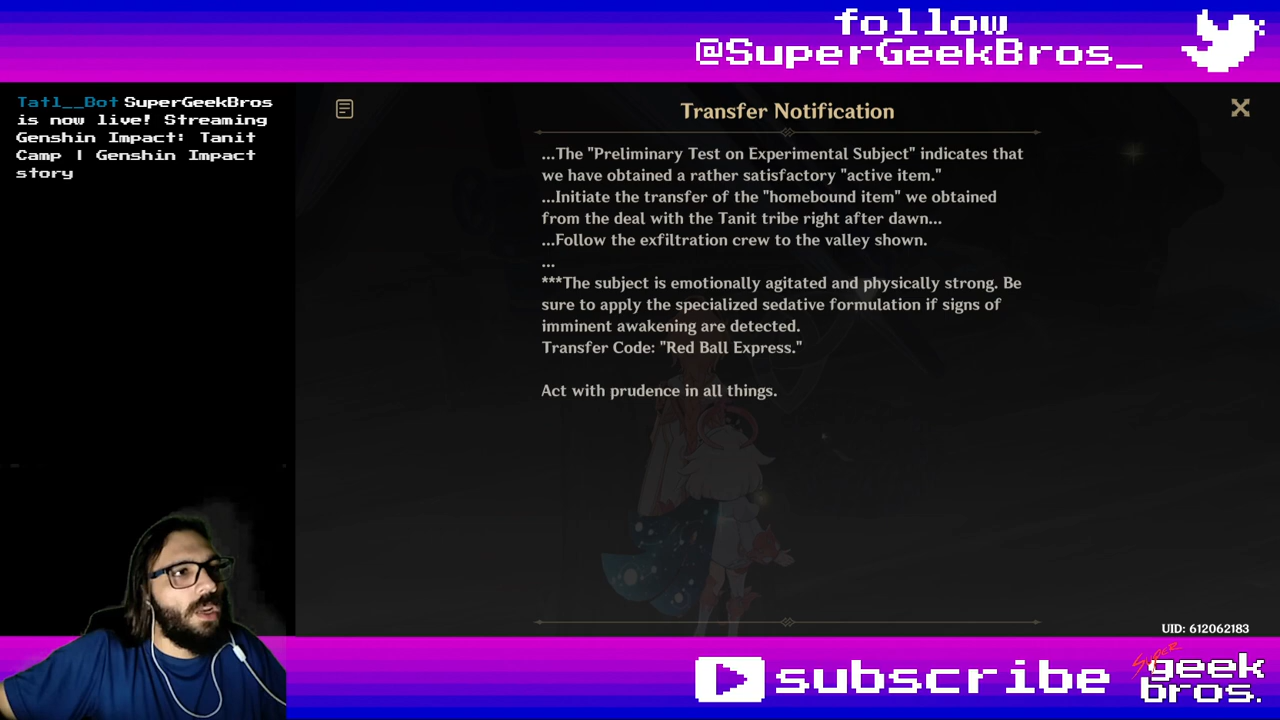 follow
@SuperGeekBros_
Tatl__Bot SuperGeekBros
is now live! Streaming
Genshin Impact: Tanit
Camp | Genshin Impact
story
Transfer Notification
...The "Preliminary Test on Experimental Subject" indicates that
we have obtained a rather satisfactory "active item."
...Initiate the transfer of the "homebound item" we obtained
from the deal with the Tanit tribe right after dawn...
...Follow the exfiltration crew to the valley shown.
...
***The subject is emotionally agitated and physically strong. Be
sure to apply the specialized sedative formulation if signs of
imminent awakening are detected.
Transfer Code: "Red Ball Express."
Act with prudence in all things.
UID: 612062183
subscribe
super
geek
bros.